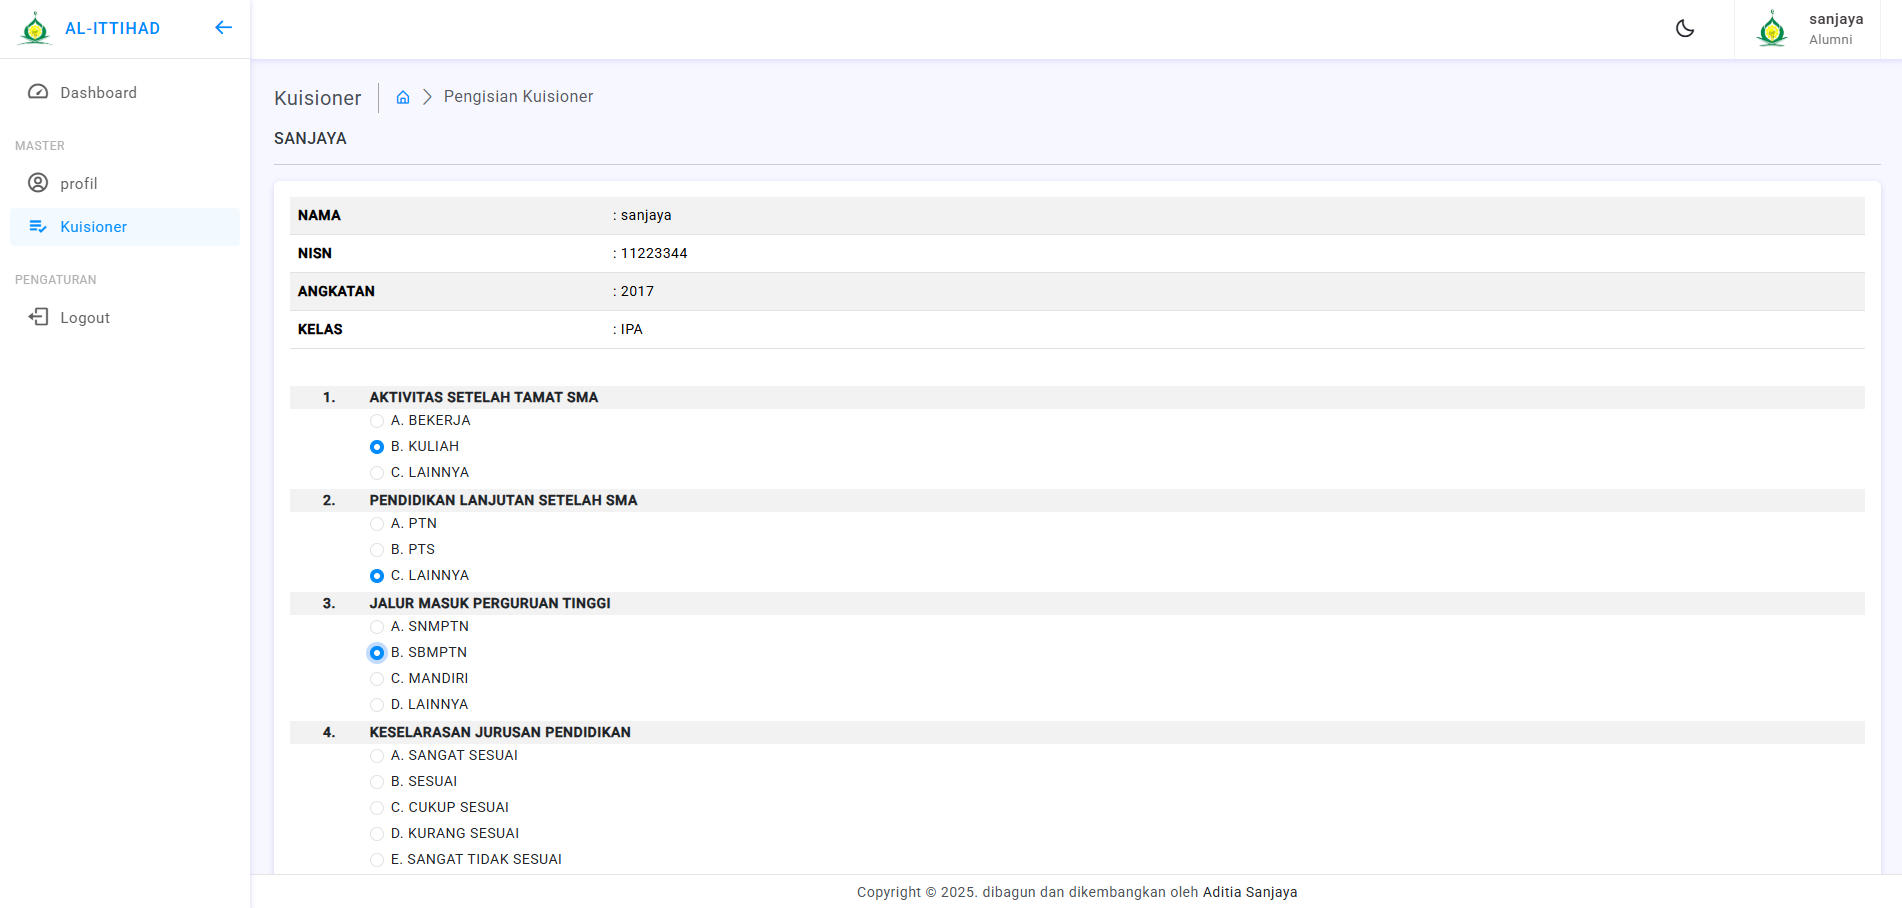 AL-ITTIHAD
sanjaya
Alumni
Dashboard
MASTER
profil
Kuisioner
PENGATURAN
Logout
Kuisioner
Pengisian Kuisioner
SANJAYA
NAMA : sanjaya
NISN : 11223344
ANGKATAN : 2017
KELAS : IPA
1. AKTIVITAS SETELAH TAMAT SMA
A. BEKERJA
B. KULIAH
C. LAINNYA
2. PENDIDIKAN LANJUTAN SETELAH SMA
A. PTN
B. PTS
C. LAINNYA
3. JALUR MASUK PERGURUAN TINGGI
A. SNMPTN
B. SBMPTN
C. MANDIRI
D. LAINNYA
4. KESELARASAN JURUSAN PENDIDIKAN
A. SANGAT SESUAI
B. SESUAI
C. CUKUP SESUAI
D. KURANG SESUAI
E. SANGAT TIDAK SESUAI
Copyright © 2025. dibagun dan dikembangkan oleh Aditia Sanjaya